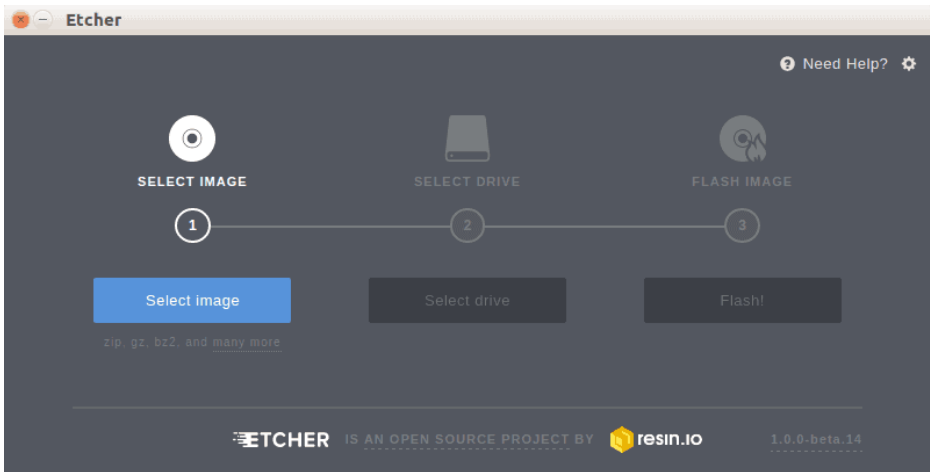 Etcher
Need Help?
SELECT IMAGE SELECT DRIVE FLASH IMAGE
1 2 3
Select image Select drive Flash!
zip, gz, bz2, and many more
ETCHER IS AN OPEN SOURCE PROJECT BY resin.io 1.0.0-beta.14